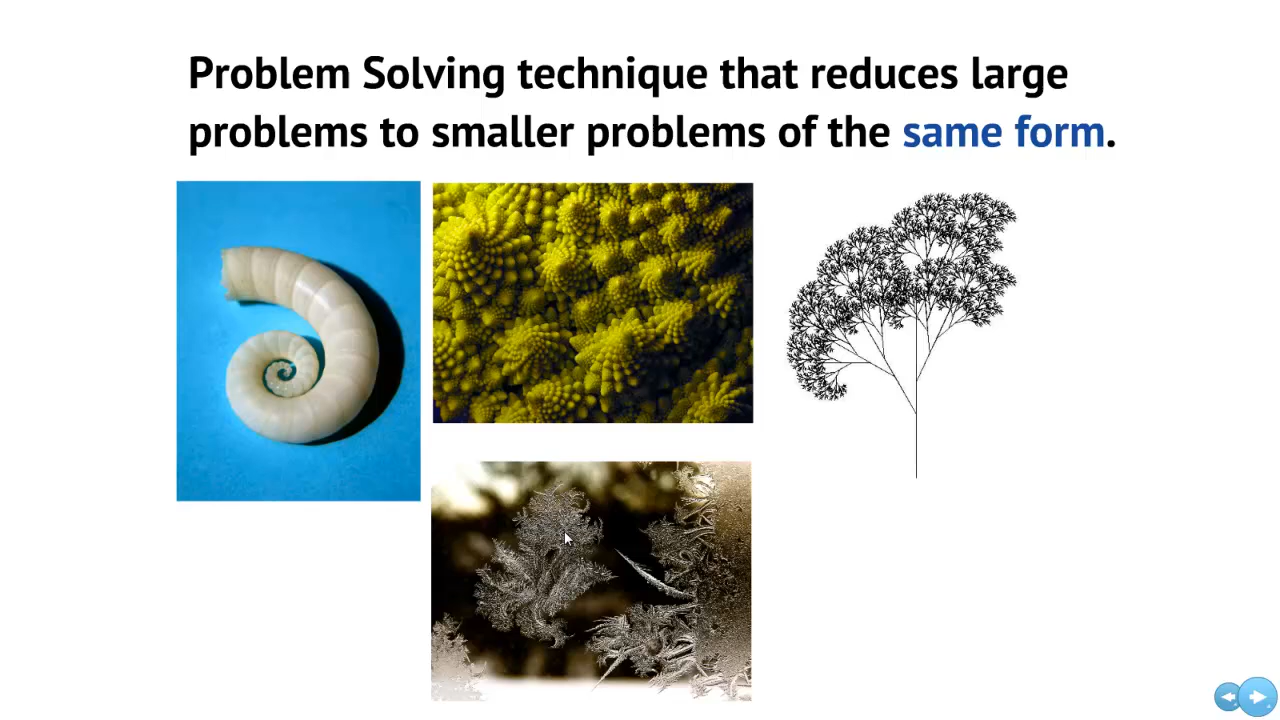 Problem Solving technique that reduces large
problems to smaller problems of the same form.